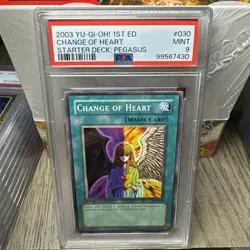 2003 YU-GI-OH! 1ST ED. #030
CHANGE OF HEART MINT
STARTER DECK: PEGASUS 9
PSA 99567430
CHANGE OF HEART
[MAGIC CARD]